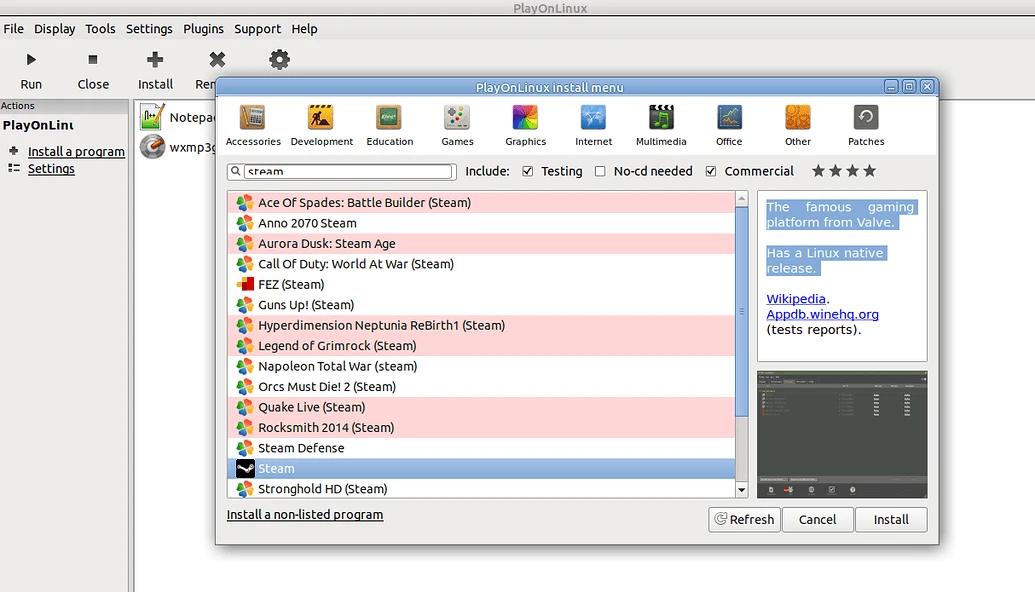 PlayOnLinux
File Display Tools Settings Plugins Support Help
Run Close Install
Actions
Install a program
Settings
PlayOnLinux install menu
Accessories Development Education Games Graphics Internet Multimedia Office Other Patches
steam Include: Testing No-cd needed Commercial
Ace Of Spades: Battle Builder (Steam)
Anno 2070 Steam
Aurora Dusk: Steam Age
Call Of Duty: World At War (Steam)
FEZ (Steam)
Guns Up! (Steam)
Hyperdimension Neptunia ReBirth1 (Steam)
Legend of Grimrock (Steam)
Napoleon Total War (steam)
Orcs Must Die! 2 (Steam)
Quake Live (Steam)
Rocksmith 2014 (Steam)
Steam Defense
Steam
Stronghold HD (Steam)
The famous gaming
platform from Valve.
Has a Linux native
release.
Wikipedia.
Appdb.winehq.org
(tests reports).
Install a non-listed program
Refresh Cancel Install